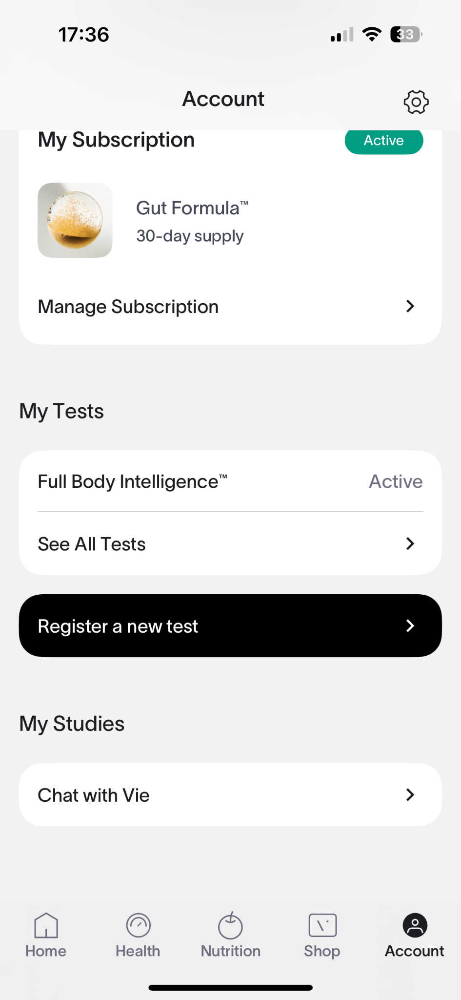 17:36
33
Account
My Subscription
Active
Gut Formula™
30-day supply
Manage Subscription
My Tests
Full Body Intelligence™
Active
See All Tests
Register a new test
My Studies
Chat with Vie
Home
Health
Nutrition
Shop
Account